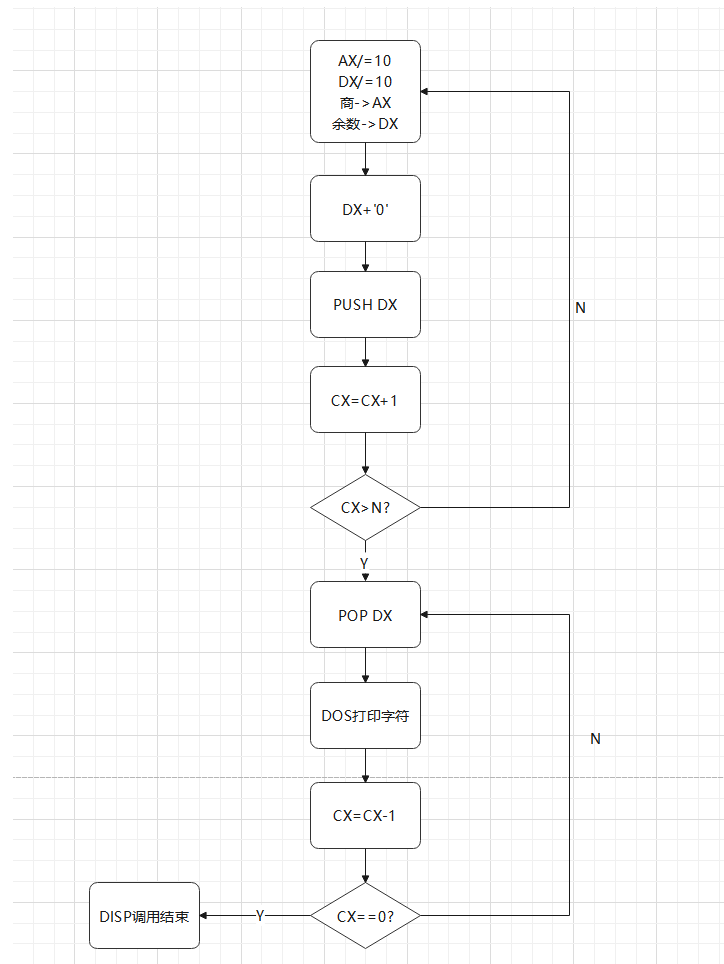 AX/=10
DX/=10
商->AX
余数->DX
DX+'0'
PUSH DX
N
CX=CX+1
CX>N?
Y
POP DX
DOS打印字符
N
CX=CX-1
DISP调用结束
Y
CX==0?